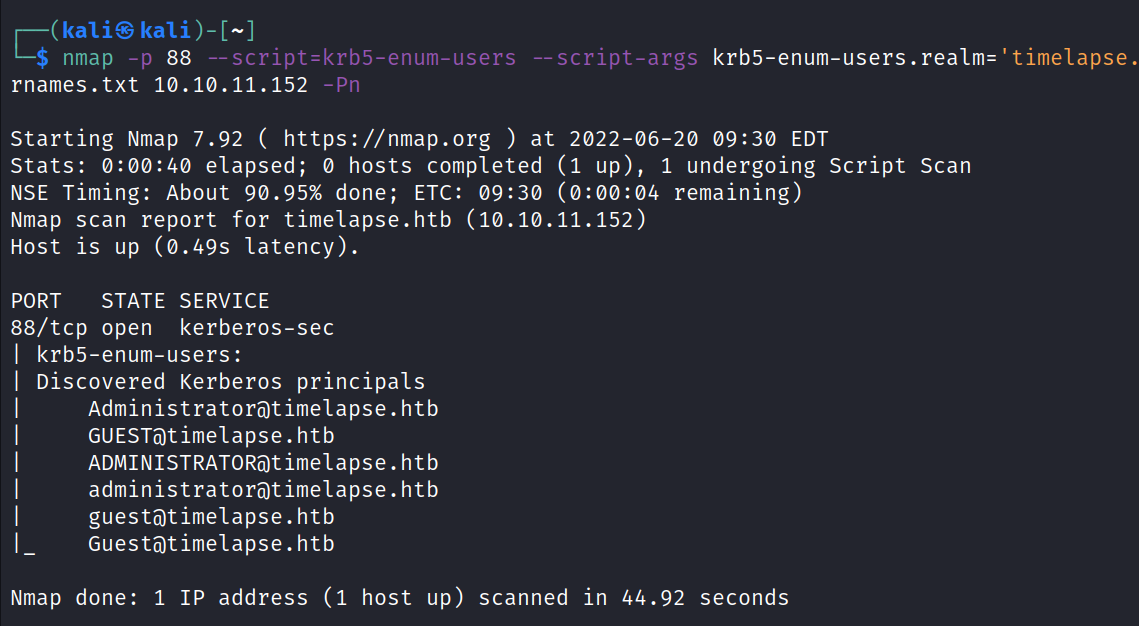 ┌──(kali㉿kali)-[~]
└─$ nmap -p 88 --script=krb5-enum-users --script-args krb5-enum-users.realm='timelapse.
rnames.txt 10.10.11.152 -Pn
Starting Nmap 7.92 ( https://nmap.org ) at 2022-06-20 09:30 EDT
Stats: 0:00:40 elapsed; 0 hosts completed (1 up), 1 undergoing Script Scan
NSE Timing: About 90.95% done; ETC: 09:30 (0:00:04 remaining)
Nmap scan report for timelapse.htb (10.10.11.152)
Host is up (0.49s latency).
PORT   STATE SERVICE
88/tcp open  kerberos-sec
| krb5-enum-users:
| Discovered Kerberos principals
|     Administrator@timelapse.htb
|     GUEST@timelapse.htb
|     ADMINISTRATOR@timelapse.htb
|     administrator@timelapse.htb
|     guest@timelapse.htb
|_    Guest@timelapse.htb
Nmap done: 1 IP address (1 host up) scanned in 44.92 seconds